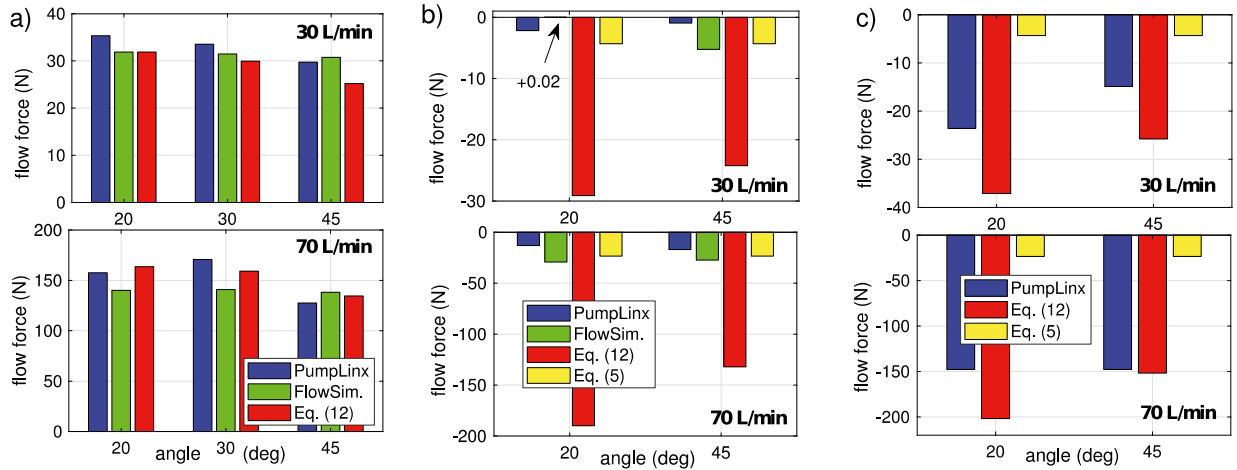 a)
30 L/min
flow force (N)
40
30
20
10
0
20
30
45
70 L/min
flow force (N)
200
150
100
50
0
PumpLinx
FlowSim.
Eq. (12)
20
30
45
angle (deg)
b)
flow force (N)
0
-10
-20
-30
+0.02
30 L/min
20
45
flow force (N)
0
-50
-100
-150
-200
PumpLinx
FlowSim.
Eq. (12)
Eq. (5)
70 L/min
20
45
angle (deg)
c)
flow force (N)
0
-10
-20
-30
-40
30 L/min
20
45
flow force (N)
0
-50
-100
-150
-200
PumpLinx
Eq. (12)
Eq. (5)
70 L/min
20
45
angle (deg)